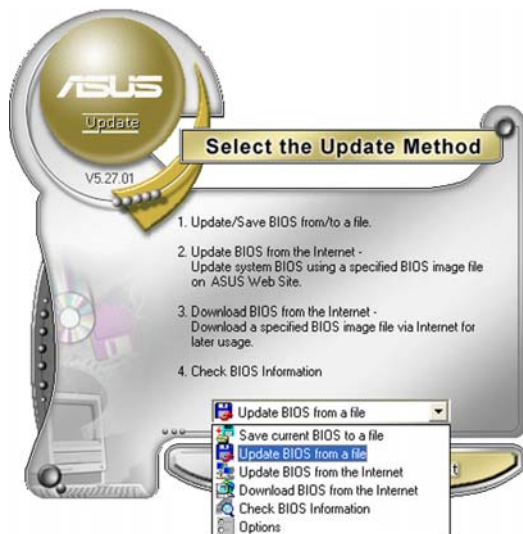 ASUS
Update
V5.27.01
Select the Update Method
1. Update/Save BIOS from/to a file.
2. Update BIOS from the Internet -
Update system BIOS using a specified BIOS image file
on ASUS Web Site.
3. Download BIOS from the Internet -
Download a specified BIOS image file via Internet for
later usage.
4. Check BIOS Information
Update BIOS from a file
Save current BIOS to a file
Update BIOS from a file
Update BIOS from the Internet
Download BIOS from the Internet
Check BIOS Information
Options